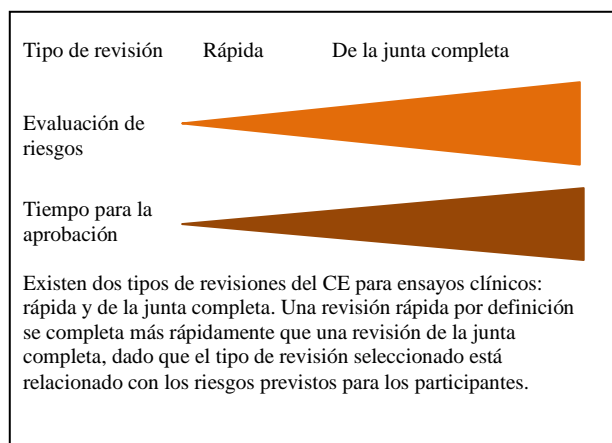 Tipo de revisión Rápida De la junta completa
Evaluación de
riesgos
Tiempo para la
aprobación
Existen dos tipos de revisiones del CE para ensayos clínicos:
rápida y de la junta completa. Una revisión rápida por definición
se completa más rápidamente que una revisión de la junta
completa, dado que el tipo de revisión seleccionado está
relacionado con los riesgos previstos para los participantes.